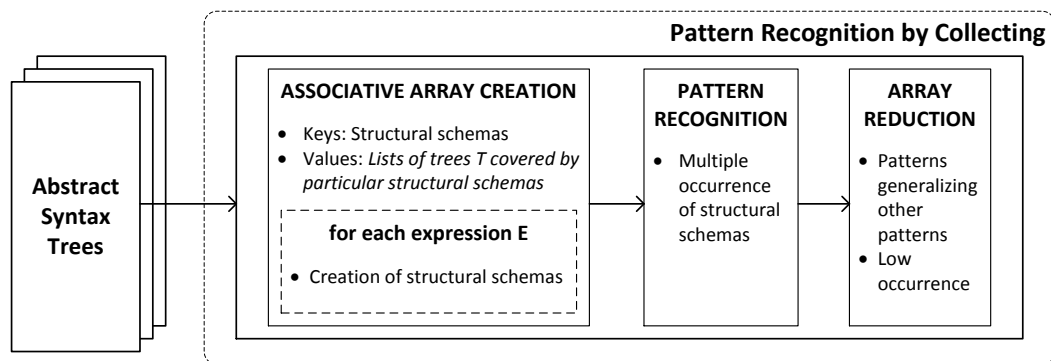 Pattern Recognition by Collecting
Abstract
Syntax
Trees
ASSOCIATIVE ARRAY CREATION
• Keys: Structural schemas
• Values: Lists of trees T covered by
particular structural schemas
for each expression E
• Creation of structural schemas
PATTERN
RECOGNITION
• Multiple
occurrence
of structural
schemas
ARRAY
REDUCTION
• Patterns
generalizing
other
patterns
• Low
occurrence